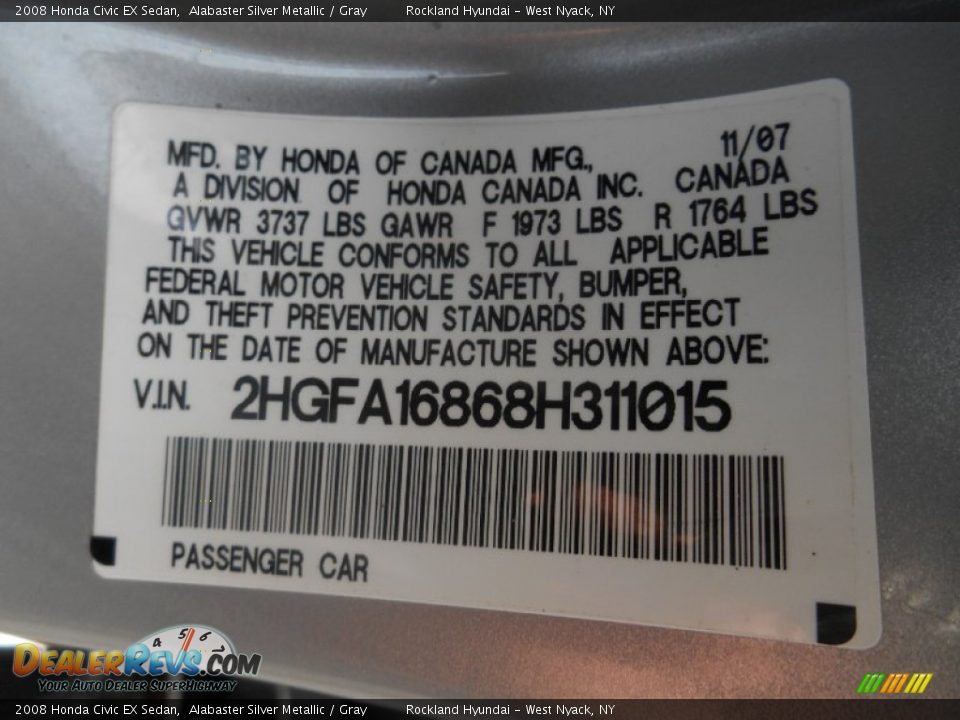 2008 Honda Civic EX Sedan, Alabaster Silver Metallic / Gray Rockland Hyundai - West Nyack, NY
11/07
MFD. BY HONDA OF CANADA MFG.,
A DIVISION OF HONDA CANADA INC. CANADA
GVWR 3737 LBS GAWR F 1973 LBS R 1764 LBS
THIS VEHICLE CONFORMS TO ALL APPLICABLE
FEDERAL MOTOR VEHICLE SAFETY, BUMPER,
AND THEFT PREVENTION STANDARDS IN EFFECT
ON THE DATE OF MANUFACTURE SHOWN ABOVE:
V.I.N. 2HGFA16868H311015
PASSENGER CAR
4 5 6
DEALERREVS.COM
YOUR AUTO DEALER SUPERHIGHWAY
2008 Honda Civic EX Sedan, Alabaster Silver Metallic / Gray Rockland Hyundai - West Nyack, NY